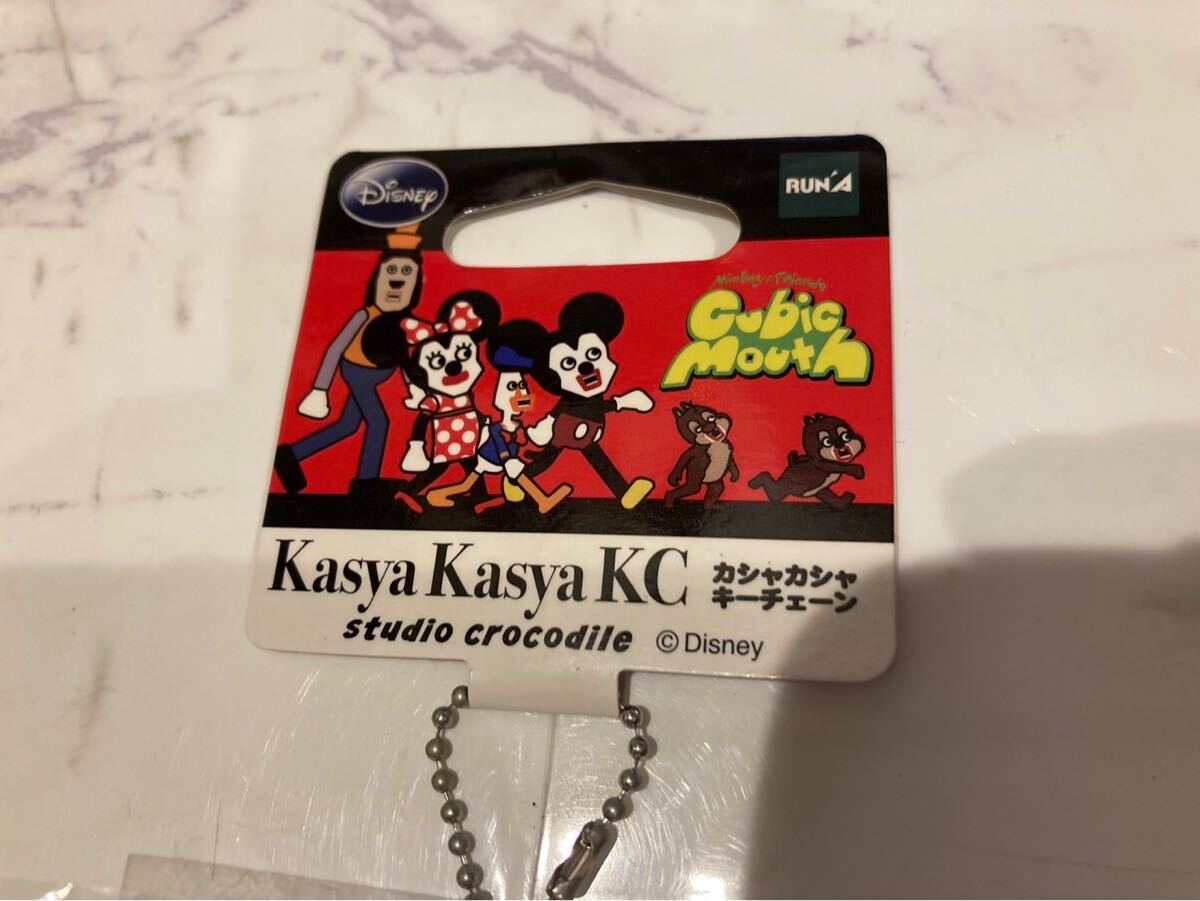 Disney
RUN'A
Mickey & Friends
Cubic
Mouth
Kasya Kasya KC
カシャカシャ
キーチェーン
studio crocodile
© Disney